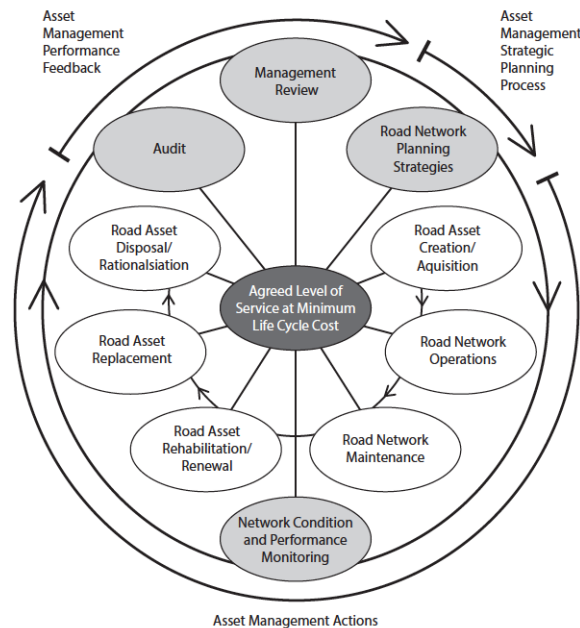 Asset
Management
Performance
Feedback
Asset
Management
Strategic
Planning
Process
Management
Review
Audit
Road Network
Planning
Strategies
Road Asset
Disposal/
Rationalsiation
Road Asset
Creation/
Aquisition
Agreed Level of
Service at Minimum
Life Cycle Cost
Road Asset
Replacement
Road Network
Operations
Road Asset
Rehabilitation/
Renewal
Road Network
Maintenance
Network Condition
and Performance
Monitoring
Asset Management Actions